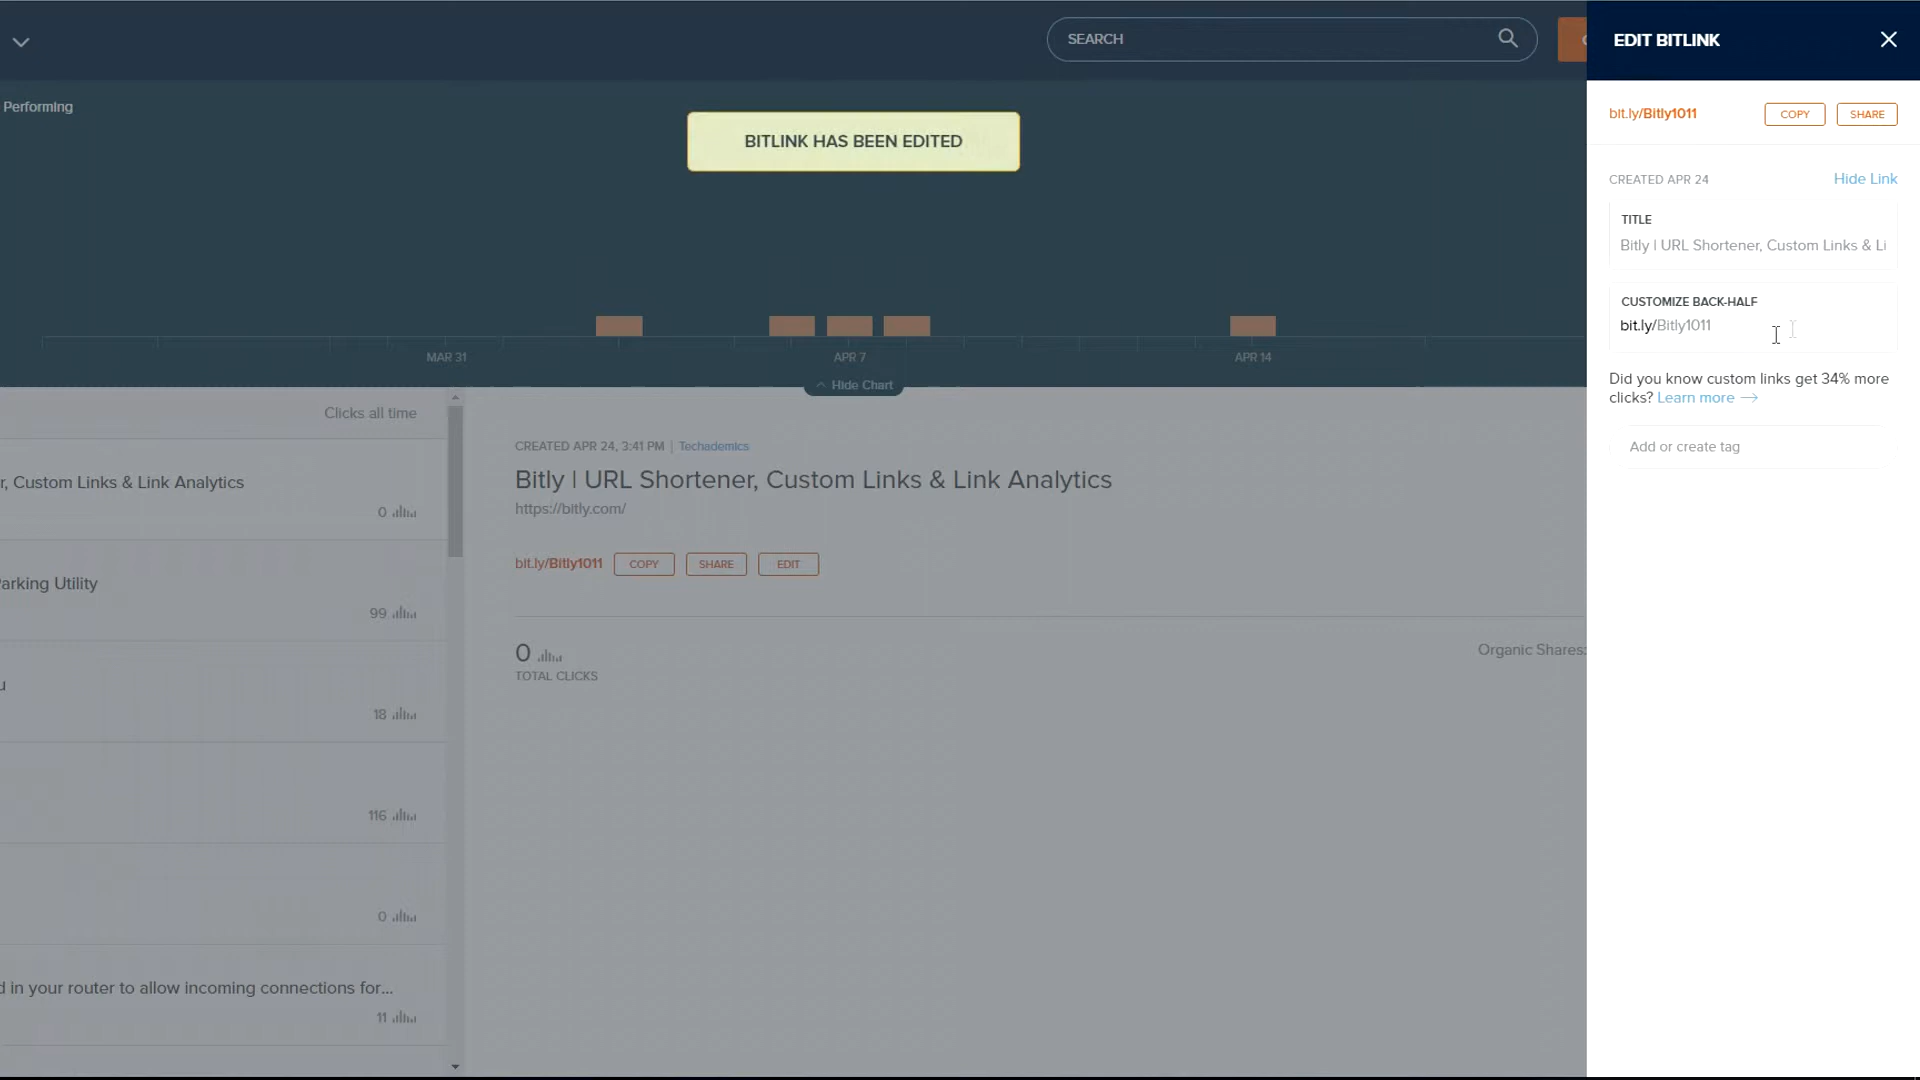 SEARCH
EDIT BITLINK
Performing
BITLINK HAS BEEN EDITED
bit.ly/Bitly1011
COPY
SHARE
CREATED APR 24
Hide Link
TITLE
Bitly | URL Shortener, Custom Links & Li
CUSTOMIZE BACK-HALF
bit.ly/Bitly1011
Did you know custom links get 34% more
clicks? Learn more →
Add or create tag
MAR 31
APR 7
APR 14
Hide Chart
Clicks all time
r, Custom Links & Link Analytics
0
arking Utility
99
u
18
116
0
d in your router to allow incoming connections for...
11
CREATED APR 24, 3:41 PM | Techademics
Bitly | URL Shortener, Custom Links & Link Analytics
https://bitly.com/
bit.ly/Bitly1011
COPY
SHARE
EDIT
0
TOTAL CLICKS
Organic Shares: